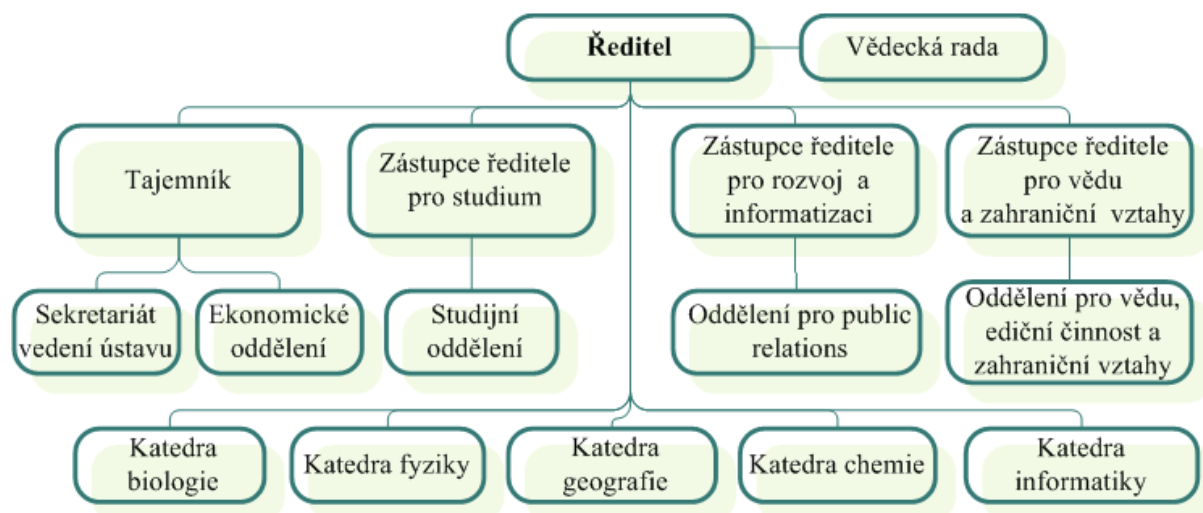 Ředitel
Vědecká rada
Tajemník
Zástupce ředitele
pro studium
Zástupce ředitele
pro rozvoj a
informatizaci
Zástupce ředitele
pro vědu
a zahraniční vztahy
Sekretariát
vedení ústavu
Ekonomické
oddělení
Studijní
oddělení
Oddělení pro public
relations
Oddělení pro vědu,
ediční činnost a
zahraniční vztahy
Katedra
biologie
Katedra fyziky
Katedra
geografie
Katedra chemie
Katedra
informatiky